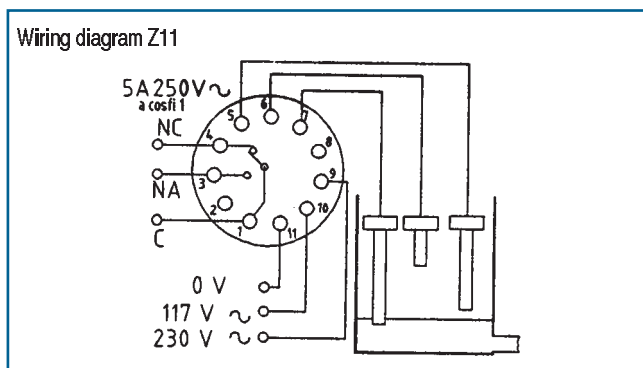 Wiring diagram Z11
5A 250V ~
a cosfi 1
NC
NA
C
5
6
7
4
8
3
9
2
10
1
11
0 V
117 V ~
230 V ~